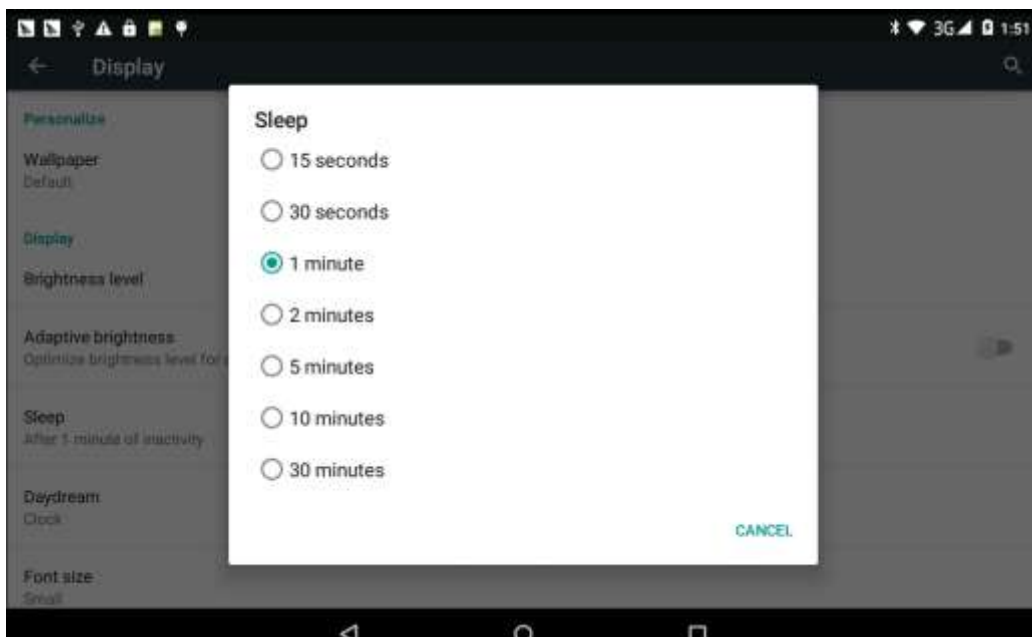 3G 1:51
Display
Personalize
Wallpaper
Default
Display
Brightness level
Adaptive brightness
Optimize brightness level for
Sleep
After 1 minute of inactivity
Daydream
Clock
Font size
Small
Sleep
15 seconds
30 seconds
1 minute
2 minutes
5 minutes
10 minutes
30 minutes
CANCEL